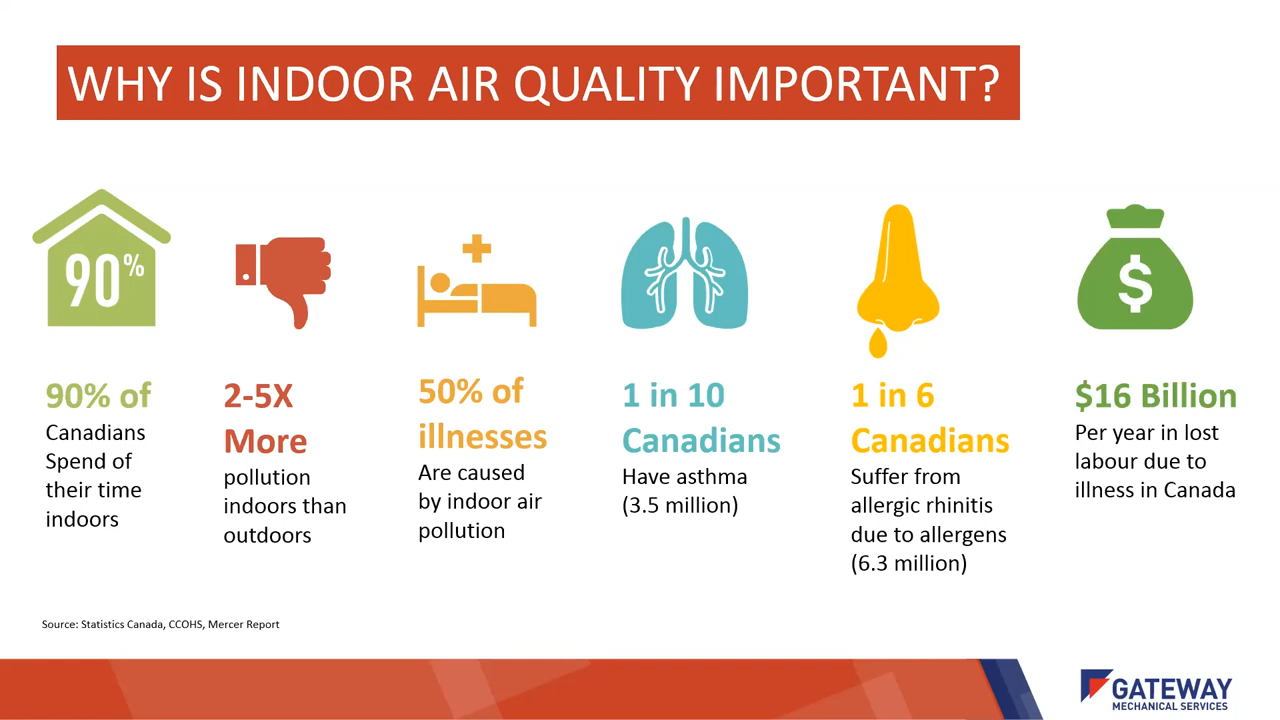 WHY IS INDOOR AIR QUALITY IMPORTANT?
90%
90% of
Canadians
Spend of
their time
indoors
2-5X
More
pollution
indoors than
outdoors
50% of
illnesses
Are caused
by indoor air
pollution
1 in 10
Canadians
Have asthma
(3.5 million)
1 in 6
Canadians
Suffer from
allergic rhinitis
due to allergens
(6.3 million)
$
$16 Billion
Per year in lost
labour due to
illness in Canada
Source: Statistics Canada, CCOHS, Mercer Report
GATEWAY
MECHANICAL SERVICES